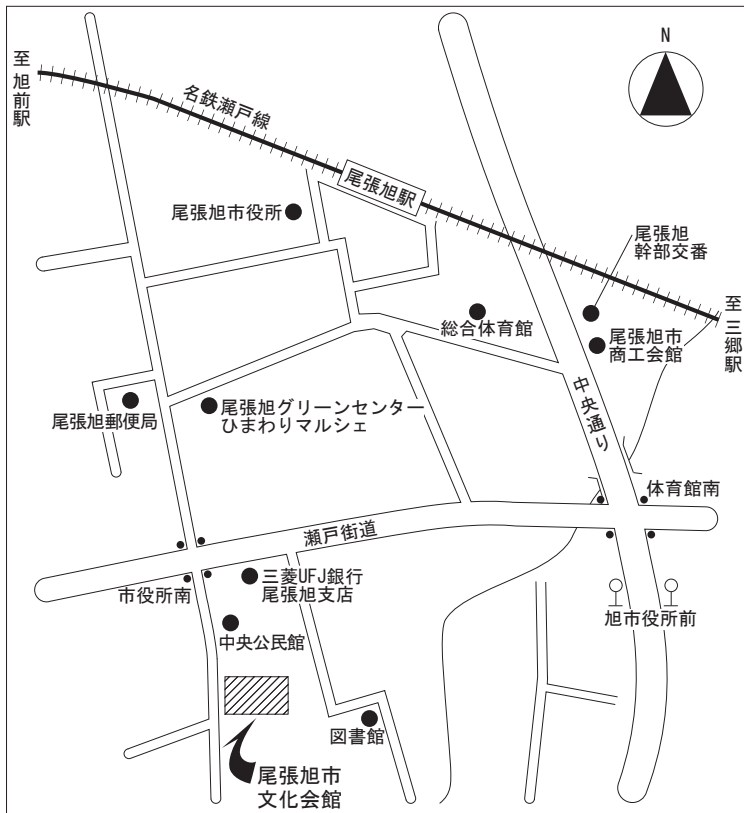 N
至旭前駅
名鉄瀬戸線
尾張旭駅
尾張旭市役所
尾張旭
幹部交番
至三郷駅
総合体育館
尾張旭市
商工会館
中央通り
尾張旭郵便局
尾張旭グリーンセンター
ひまわりマルシェ
体育館南
瀬戸街道
三菱UFJ銀行
尾張旭支店
市役所南
旭市役所前
中央公民館
図書館
尾張旭市
文化会館